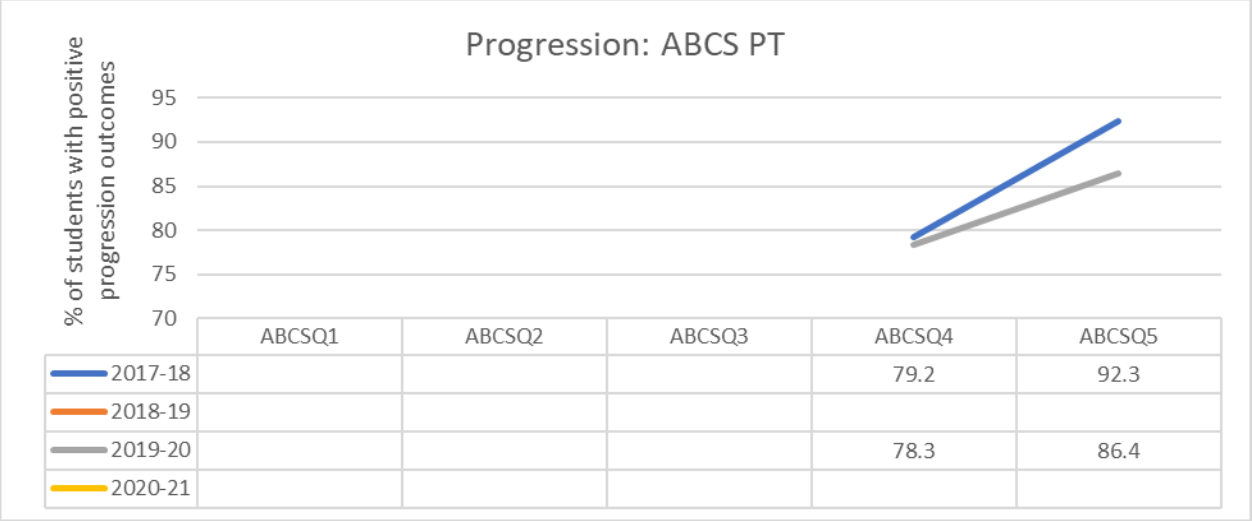 Progression: ABCS PT
% of students with positive
progression outcomes
95
90
85
80
75
70
ABCSQ1 ABCSQ2 ABCSQ3 ABCSQ4 ABCSQ5
2017-18 79.2 92.3
2018-19
2019-20 78.3 86.4
2020-21